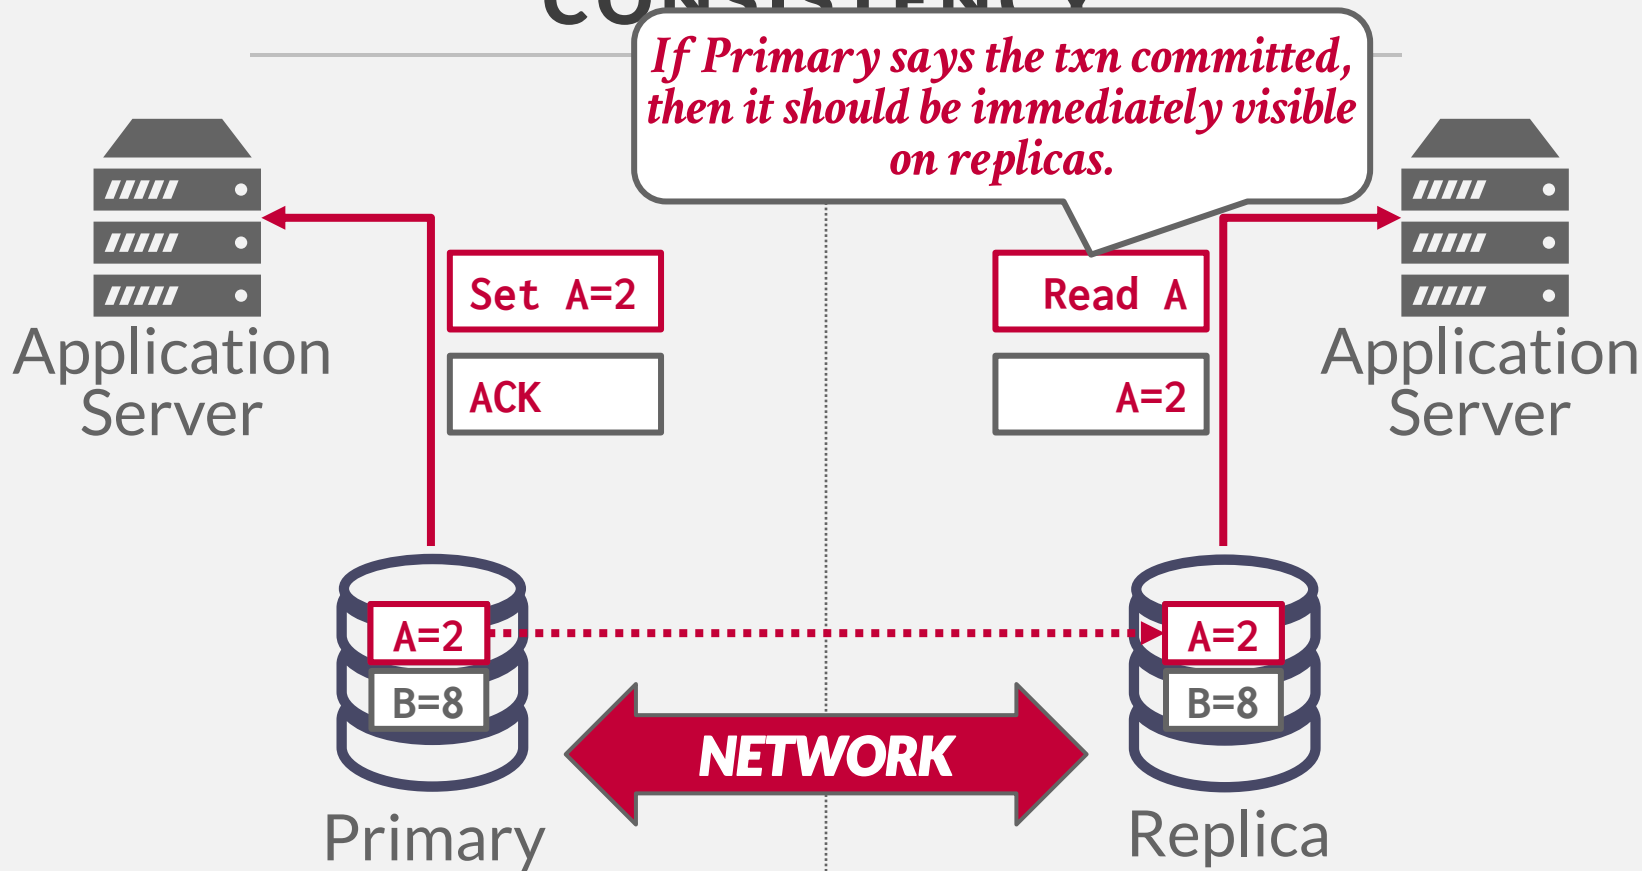 CONSISTENCY
If Primary says the txn committed,
then it should be immediately visible
on replicas.
Set A=2
ACK
Read A
A=2
Application
Server
Application
Server
A=2
B=8
A=2
B=8
NETWORK
Primary
Replica